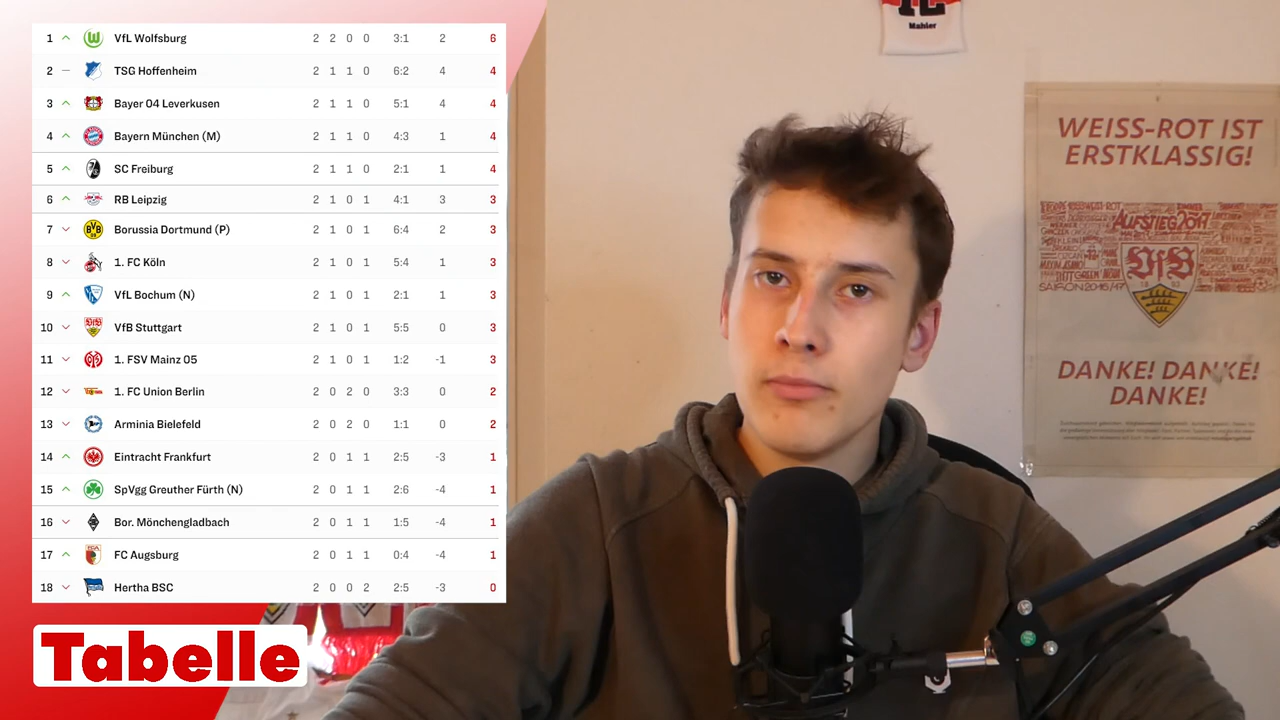 1 VfL Wolfsburg 2 2 0 0 3:1 2 6
2 TSG Hoffenheim 2 1 1 0 6:2 4 4
3 Bayer 04 Leverkusen 2 1 1 0 5:1 4 4
4 Bayern München (M) 2 1 1 0 4:3 1 4
5 SC Freiburg 2 1 1 0 2:1 1 4
6 RB Leipzig 2 1 0 1 4:1 3 3
7 Borussia Dortmund (P) 2 1 0 1 6:4 2 3
8 1. FC Köln 2 1 0 1 5:4 1 3
9 VfL Bochum (N) 2 1 0 1 2:1 1 3
10 VfB Stuttgart 2 1 0 1 5:5 0 3
11 1. FSV Mainz 05 2 1 0 1 1:2 -1 3
12 1. FC Union Berlin 2 0 2 0 3:3 0 2
13 Arminia Bielefeld 2 0 2 0 1:1 0 2
14 Eintracht Frankfurt 2 0 1 1 2:5 -3 1
15 SpVgg Greuther Fürth (N) 2 0 1 1 2:6 -4 1
16 Bor. Mönchengladbach 2 0 1 1 1:5 -4 1
17 FC Augsburg 2 0 1 1 0:4 -4 1
18 Hertha BSC 2 0 0 2 2:5 -3 0
Tabelle
Mahler
WEISS-ROT IST
ERSTKLASSIG!
AUFSTIEG 2017
VfB
18 93
SAISON 2016/17
DANKE! DANKE!
DANKE!